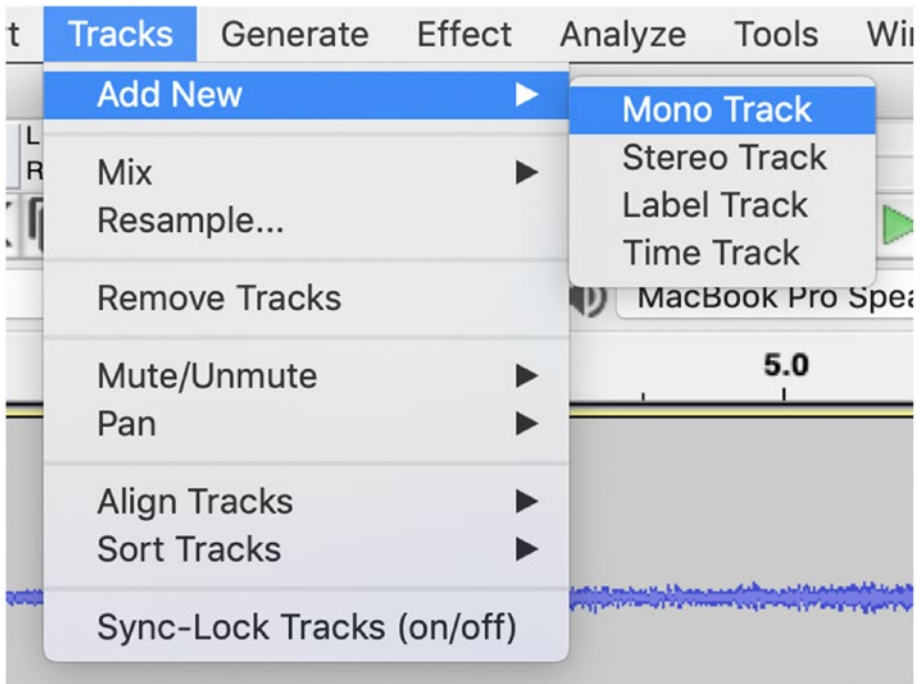 t Tracks Generate Effect Analyze Tools Wi
Add New
Mono Track
L
R
Mix
Stereo Track
Resample...
Label Track
Time Track
Remove Tracks
MacBook Pro Spea
Mute/Unmute
5.0
Pan
Align Tracks
Sort Tracks
Sync-Lock Tracks (on/off)